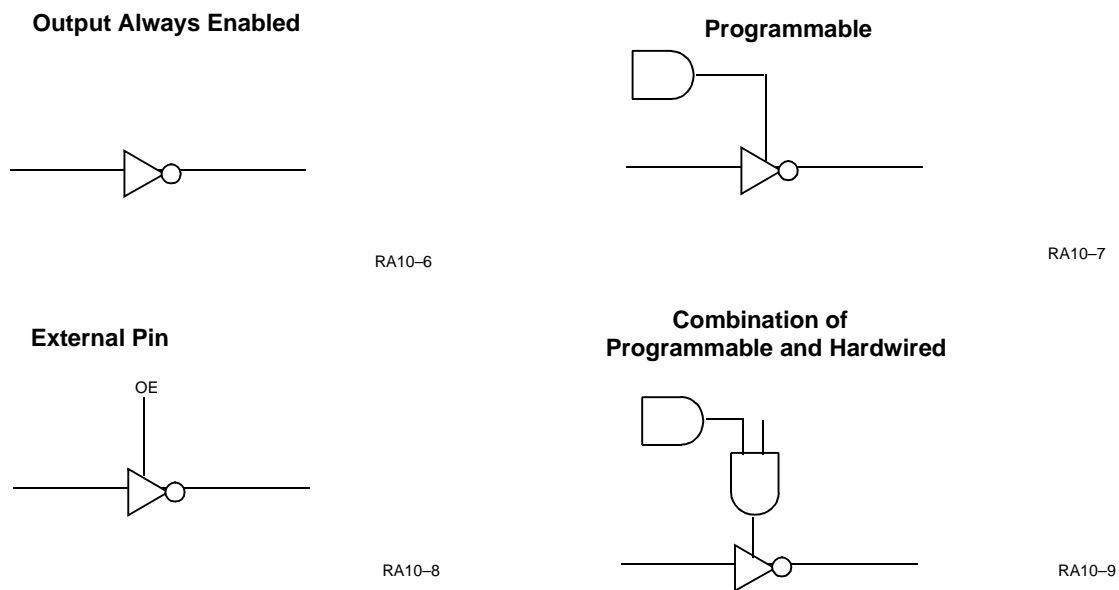 Output Always Enabled
Programmable
RA10–6
RA10–7
External Pin
Combination of
Programmable and Hardwired
OE
RA10–8
RA10–9